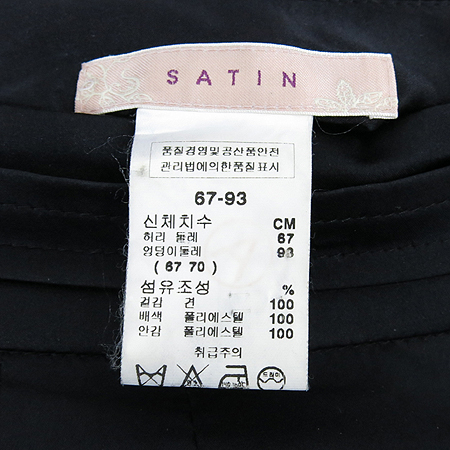 SATIN
품질경영및공산품안전
관리법에의한품질표시
67-93
신체치수 CM
허리 둘레 67
엉덩이둘레 93
( 67 70 )
섬유조성 %
겉감 견 100
배색 폴리에스텔 100
안감 폴리에스텔 100
취급주의
드라이